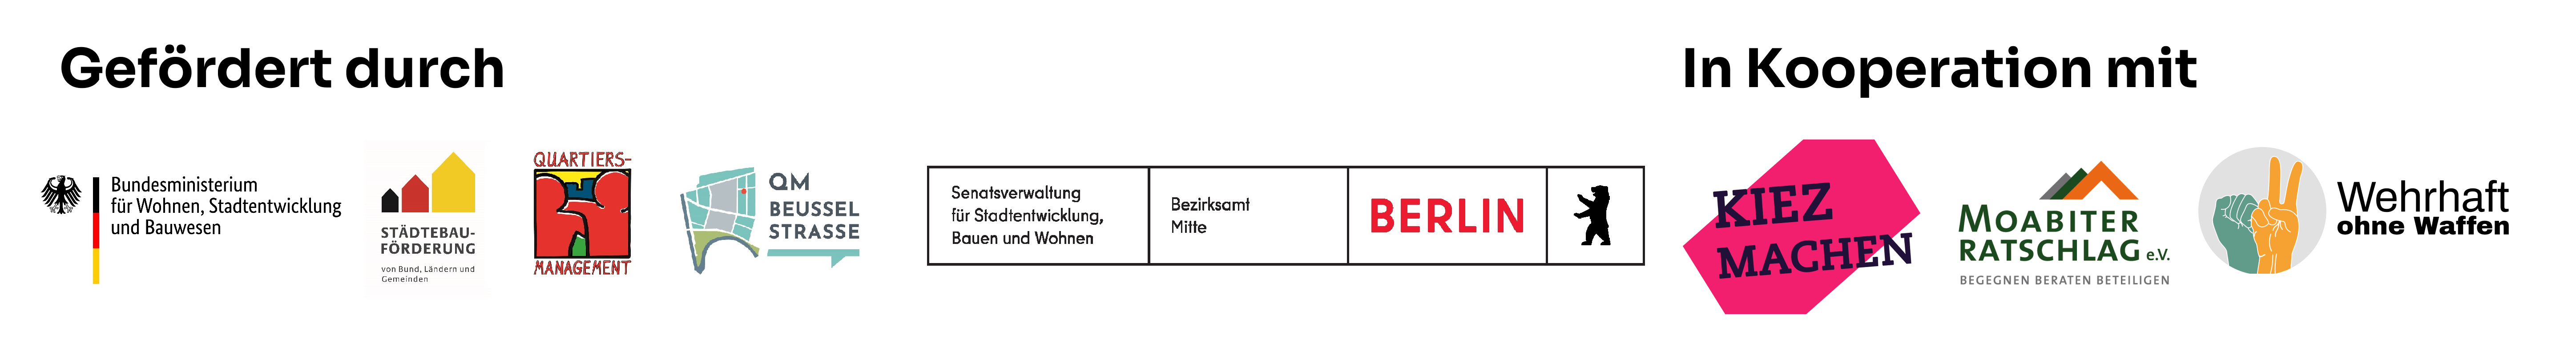 Gefördert durch
Bundesministerium
für Wohnen, Stadtentwicklung
und Bauwesen
STÄDTEBAU-
FÖRDERUNG
von Bund, Ländern und
Gemeinden
QUARTIERS-
MANAGEMENT
QM
BEUSSEL
STRASSE
Senatsverwaltung
für Stadtentwicklung,
Bauen und Wohnen
Bezirksamt
Mitte
BERLIN
In Kooperation mit
KIEZ
MACHEN
MOABITER
RATSCHLAG e.V.
BEGEGNEN BERATEN BETEILIGEN
Wehrhaft
ohne Waffen